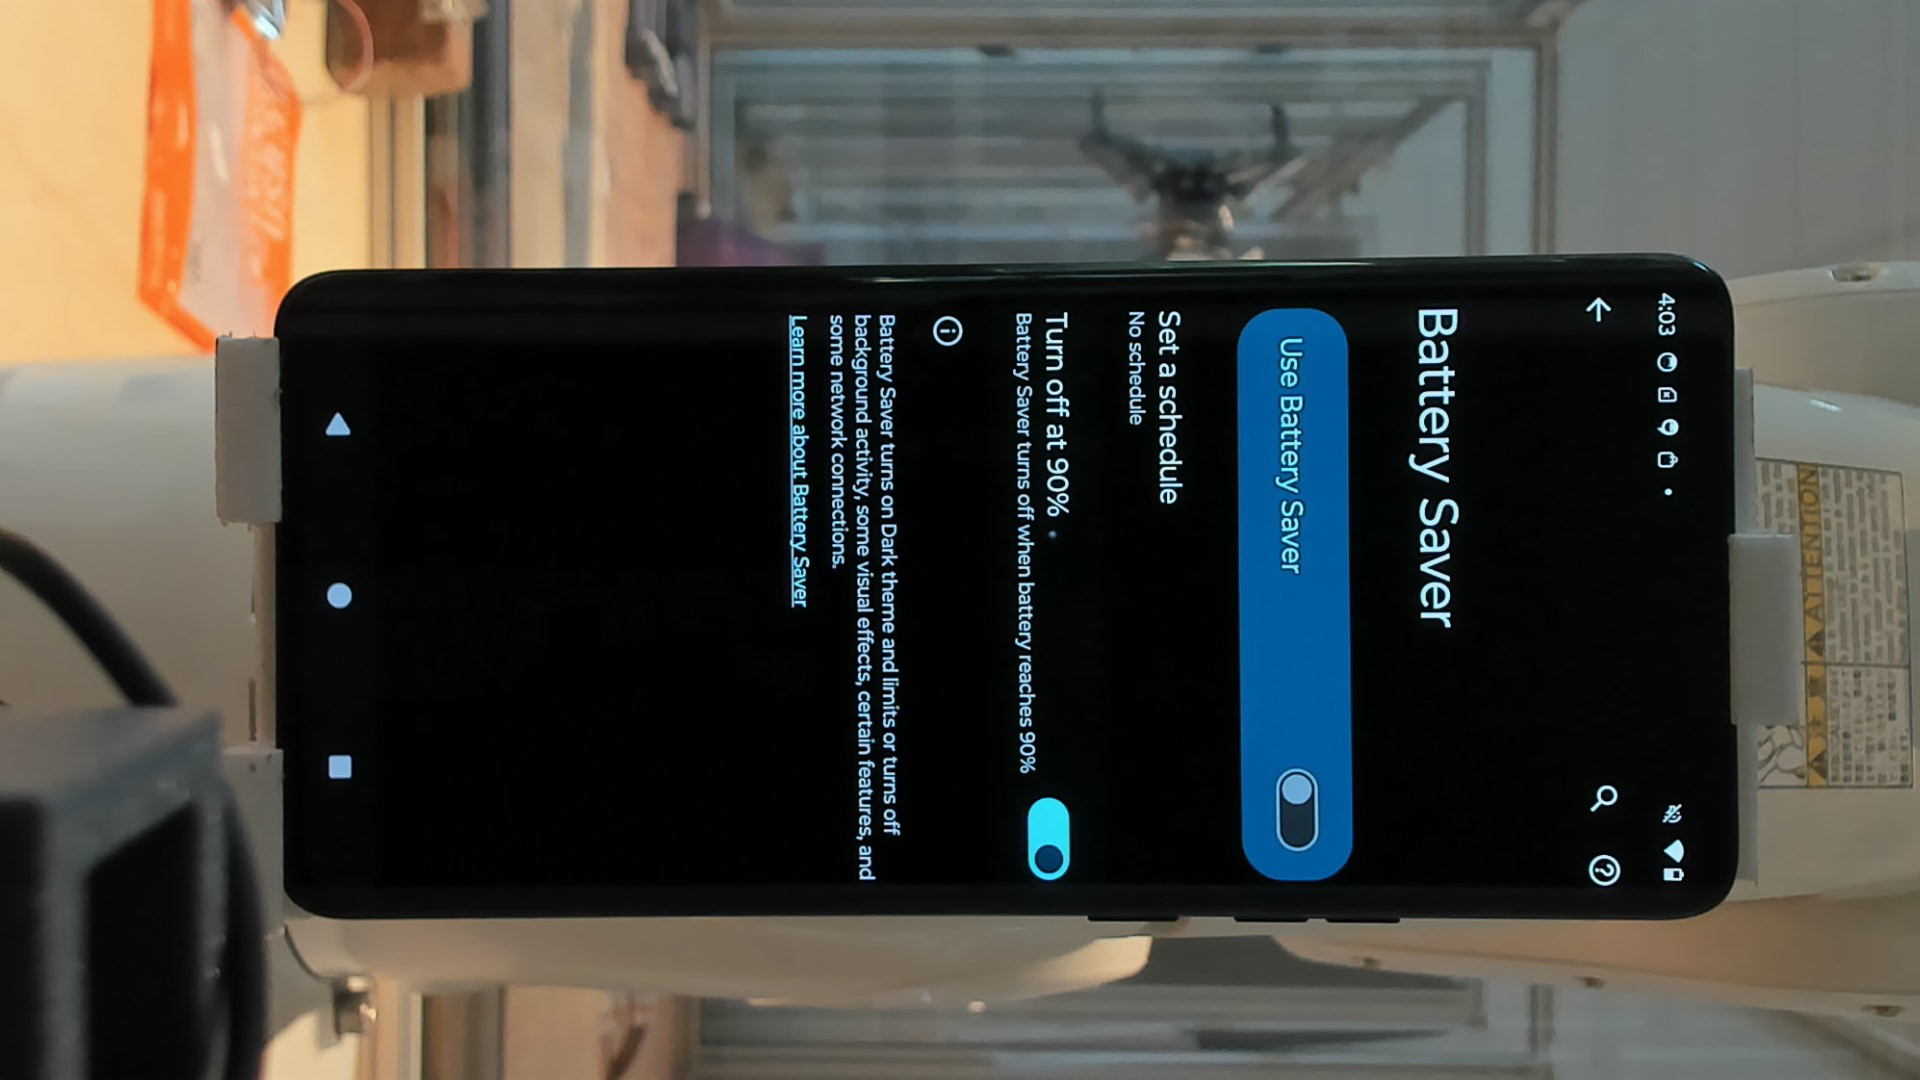 4:03
Battery Saver
Use Battery Saver
Set a schedule
No schedule
Turn off at 90%
Battery Saver turns off when battery reaches 90%
Battery Saver turns on Dark theme and limits or turns off
background activity, some visual effects, certain features, and
some network connections.
Learn more about Battery Saver
ATTENTION